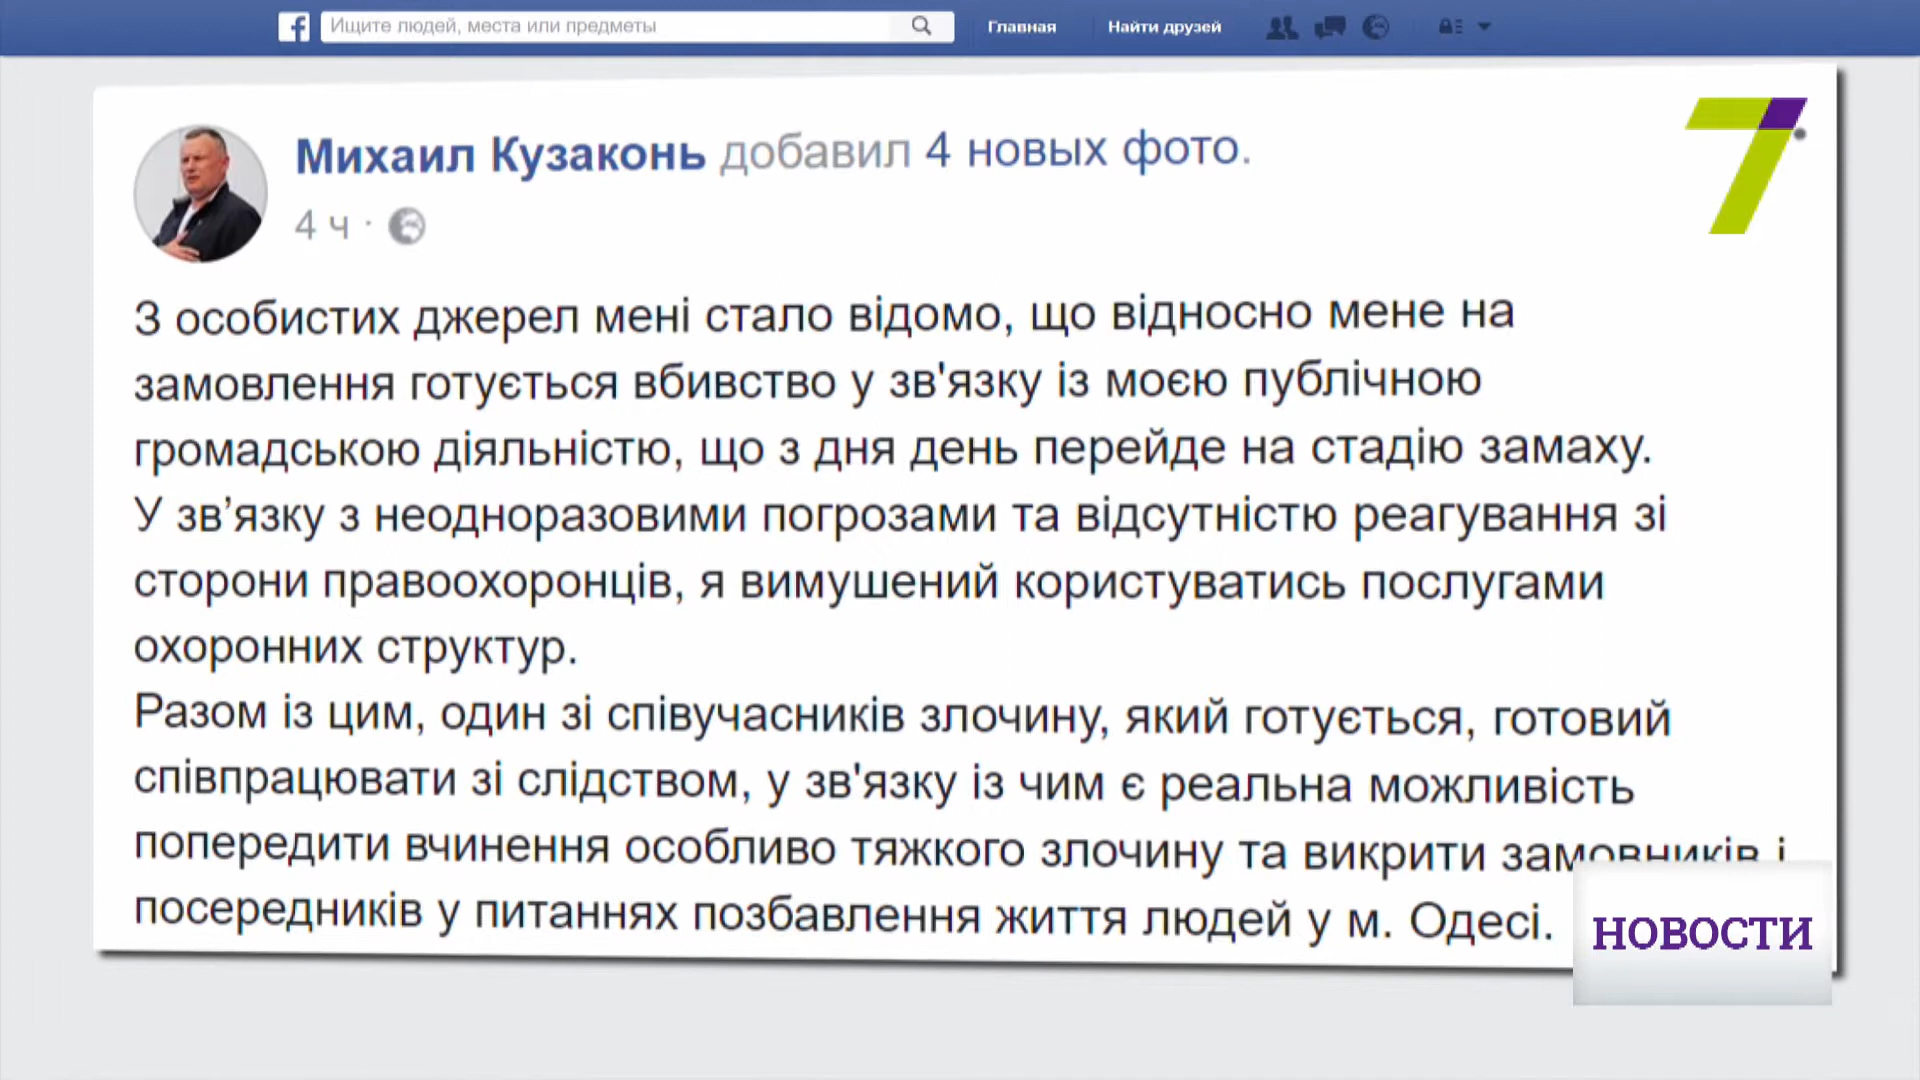 Ищите людей, места или предметы
Главная
Найти друзей
Михаил Кузаконь добавил 4 новых фото.
4 ч ·
7
З особистих джерел мені стало відомо, що відносно мене на
замовлення готується вбивство у зв'язку із моєю публічною
громадською діяльністю, що з дня день перейде на стадію замаху.
У зв’язку з неодноразовими погрозами та відсутністю реагування зі
сторони правоохоронців, я вимушений користуватись послугами
охоронних структур.
Разом із цим, один зі співучасників злочину, який готується, готовий
співпрацювати зі слідством, у зв'язку із чим є реальна можливість
попередити вчинення особливо тяжкого злочину та викрити замовників і
посередників у питаннях позбавлення життя людей у м. Одесі.
НОВОСТИ